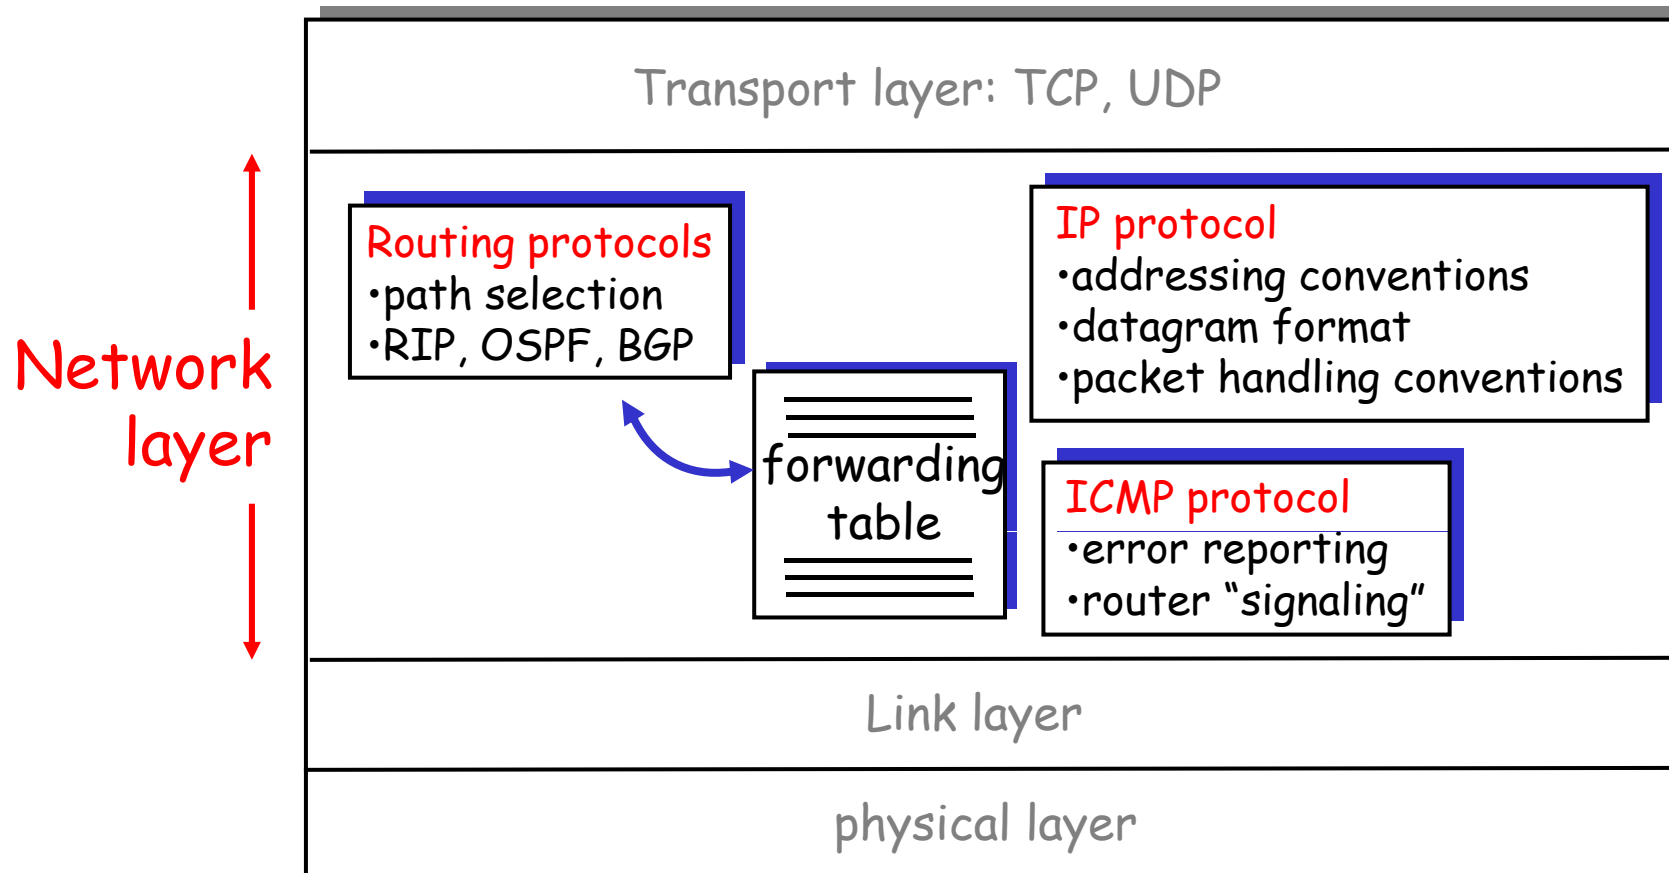 Transport layer: TCP, UDP
Network
layer
Routing protocols
•path selection
•RIP, OSPF, BGP
forwarding
table
IP protocol
•addressing conventions
•datagram format
•packet handling conventions
ICMP protocol
•error reporting
•router “signaling”
Link layer
physical layer